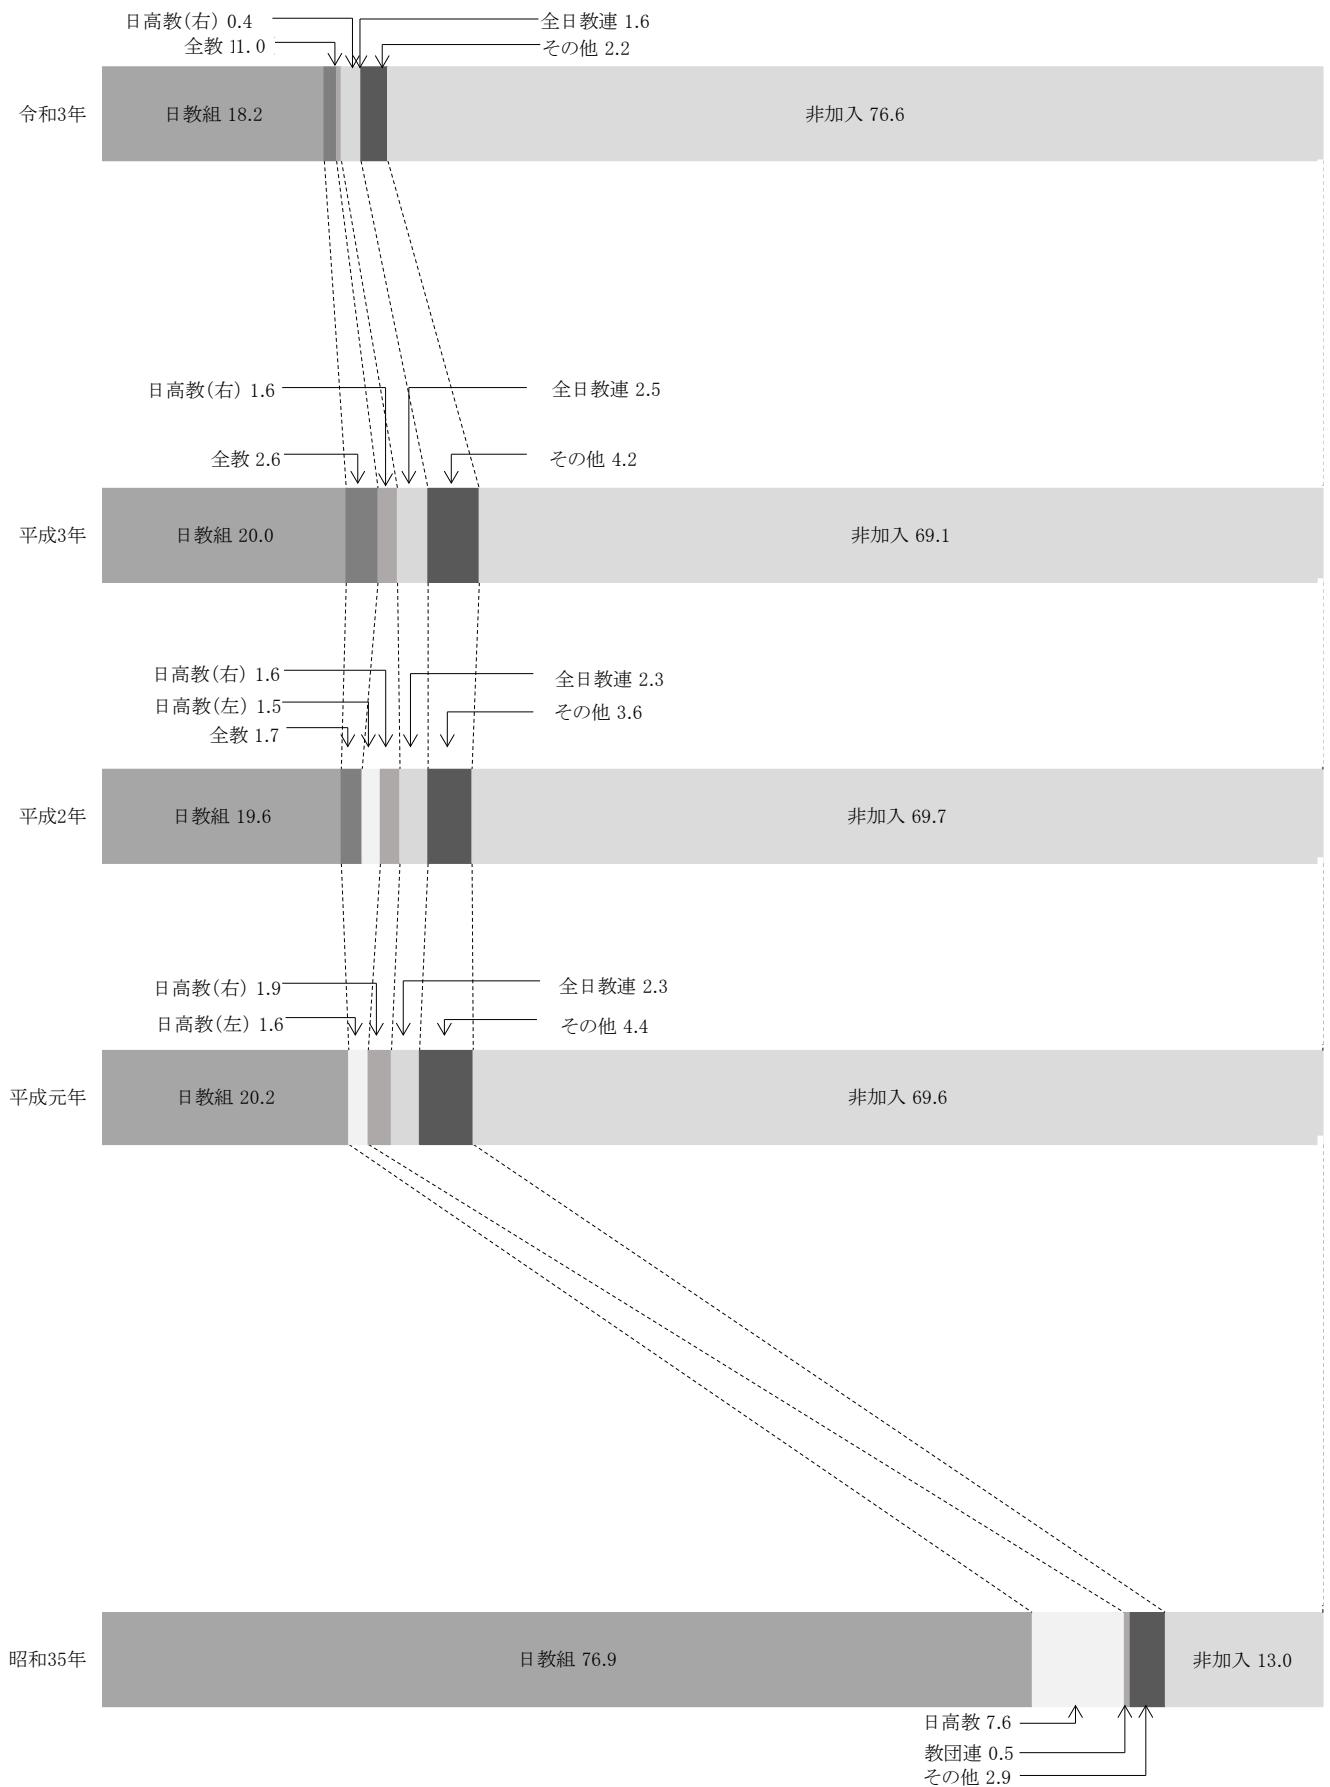 日高教(右) 0.4
全日教連 1.6
全教 11.0
その他 2.2
令和3年
日教組 18.2
非加入 76.6
日高教(右) 1.6
全日教連 2.5
全教 2.6
その他 4.2
平成3年
日教組 20.0
非加入 69.1
日高教(右) 1.6
全日教連 2.3
日高教(左) 1.5
その他 3.6
全教 1.7
平成2年
日教組 19.6
非加入 69.7
日高教(右) 1.9
全日教連 2.3
日高教(左) 1.6
その他 4.4
平成元年
日教組 20.2
非加入 69.6
昭和35年
日教組 76.9
非加入 13.0
日高教 7.6
教団連 0.5
その他 2.9